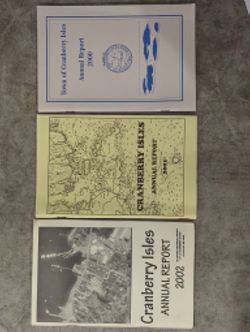 Town of Cranberry Isles
Annual Report
2000
CRANBERRY ISLES
ANNUAL REPORT
2001
Cranberry Isles
ANNUAL REPORT
2002